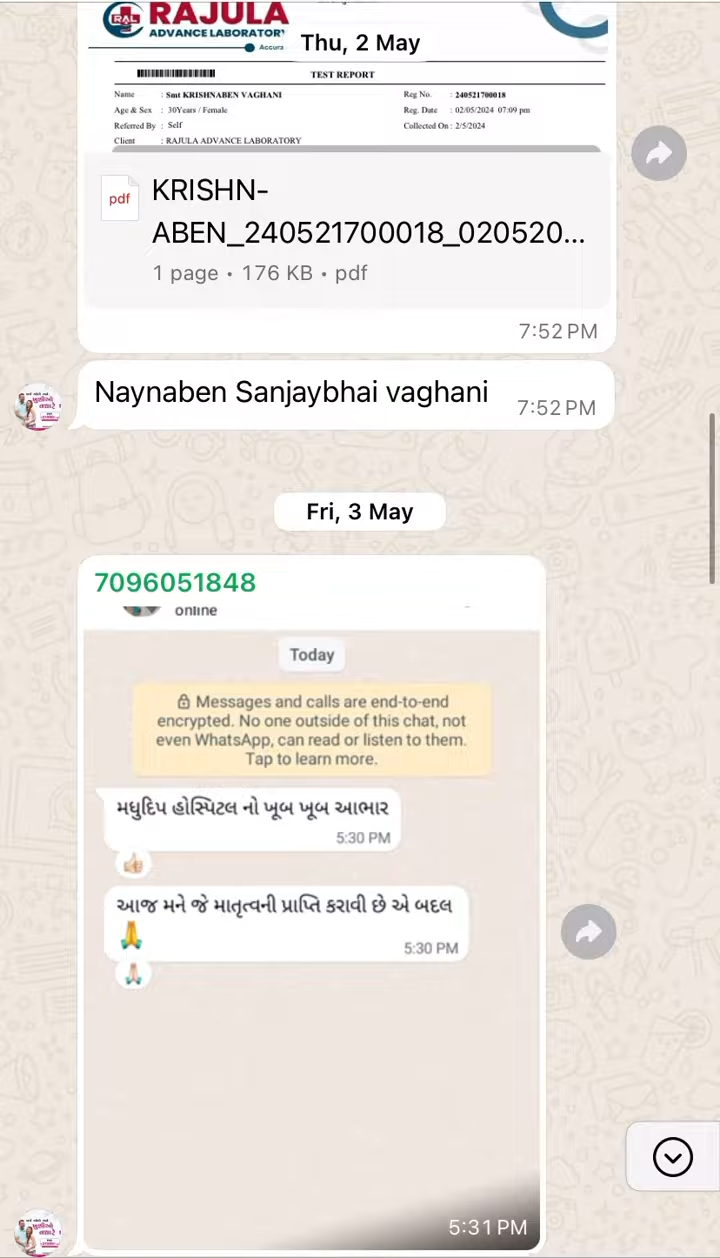 RAJULA
RAL
ADVANCE LABORATORY
Accura
Thu, 2 May
TEST REPORT
Name : Smt KRISHNABEN VAGHANI
Reg No. : 240521700018
Age & Sex : 30Years / Female
Reg. Date : 02/05/2024 07:09 pm
Referred By : Self
Collected On : 2/5/2024
Client : RAJULA ADVANCE LABORATORY
pdf
KRISHN-
ABEN_240521700018_020520...
1 page • 176 KB • pdf
7:52 PM
Naynaben Sanjaybhai vaghani
7:52 PM
Fri, 3 May
7096051848
online
Today
Messages and calls are end-to-end
encrypted. No one outside of this chat, not
even WhatsApp, can read or listen to them.
Tap to learn more.
મધુદિપ હોસ્પિટલ નો ખૂબ ખૂબ આભાર
5:30 PM
👍🏻
આજ મને જે માતૃત્વની પ્રાપ્તિ કરાવી છે એ બદલ
🙏
5:30 PM
🙏🏻
5:31 PM